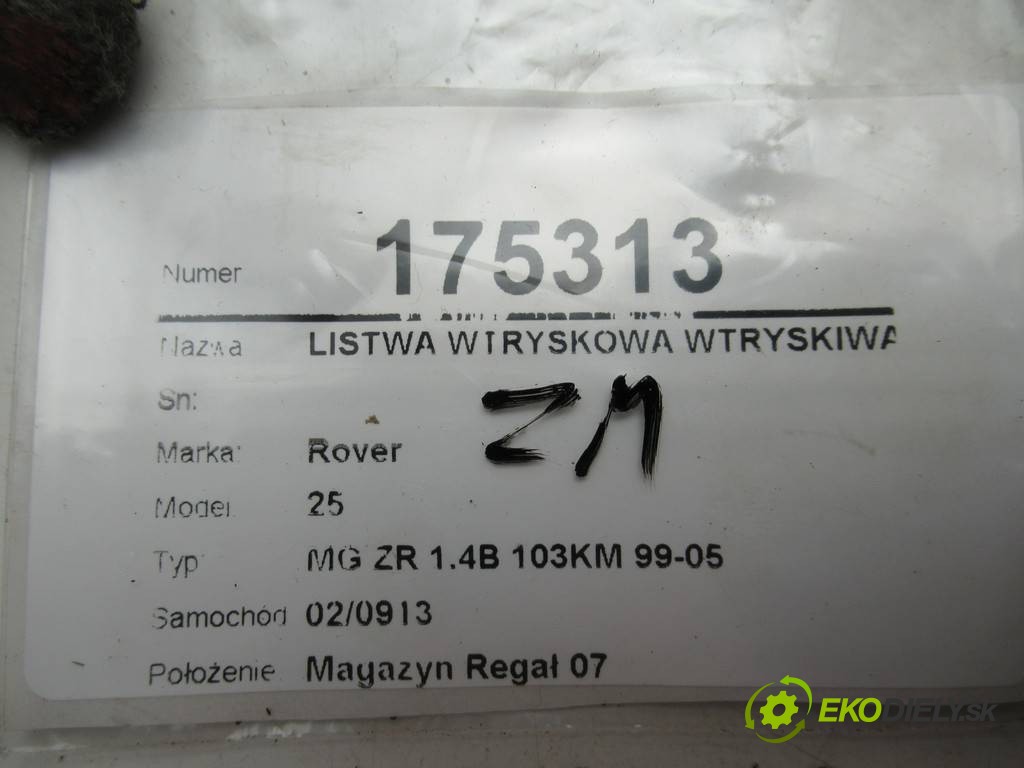 Numer 175313
Nazwa LISTWA WTRYSKOWA WTRYSKIWA
Sn:
ZM
Marka: Rover
Model 25
Typ MG ZR 1.4B 103KM 99-05
Samochód 02/0913
Położenie Magazyn Regał 07
EKODIELY.SK